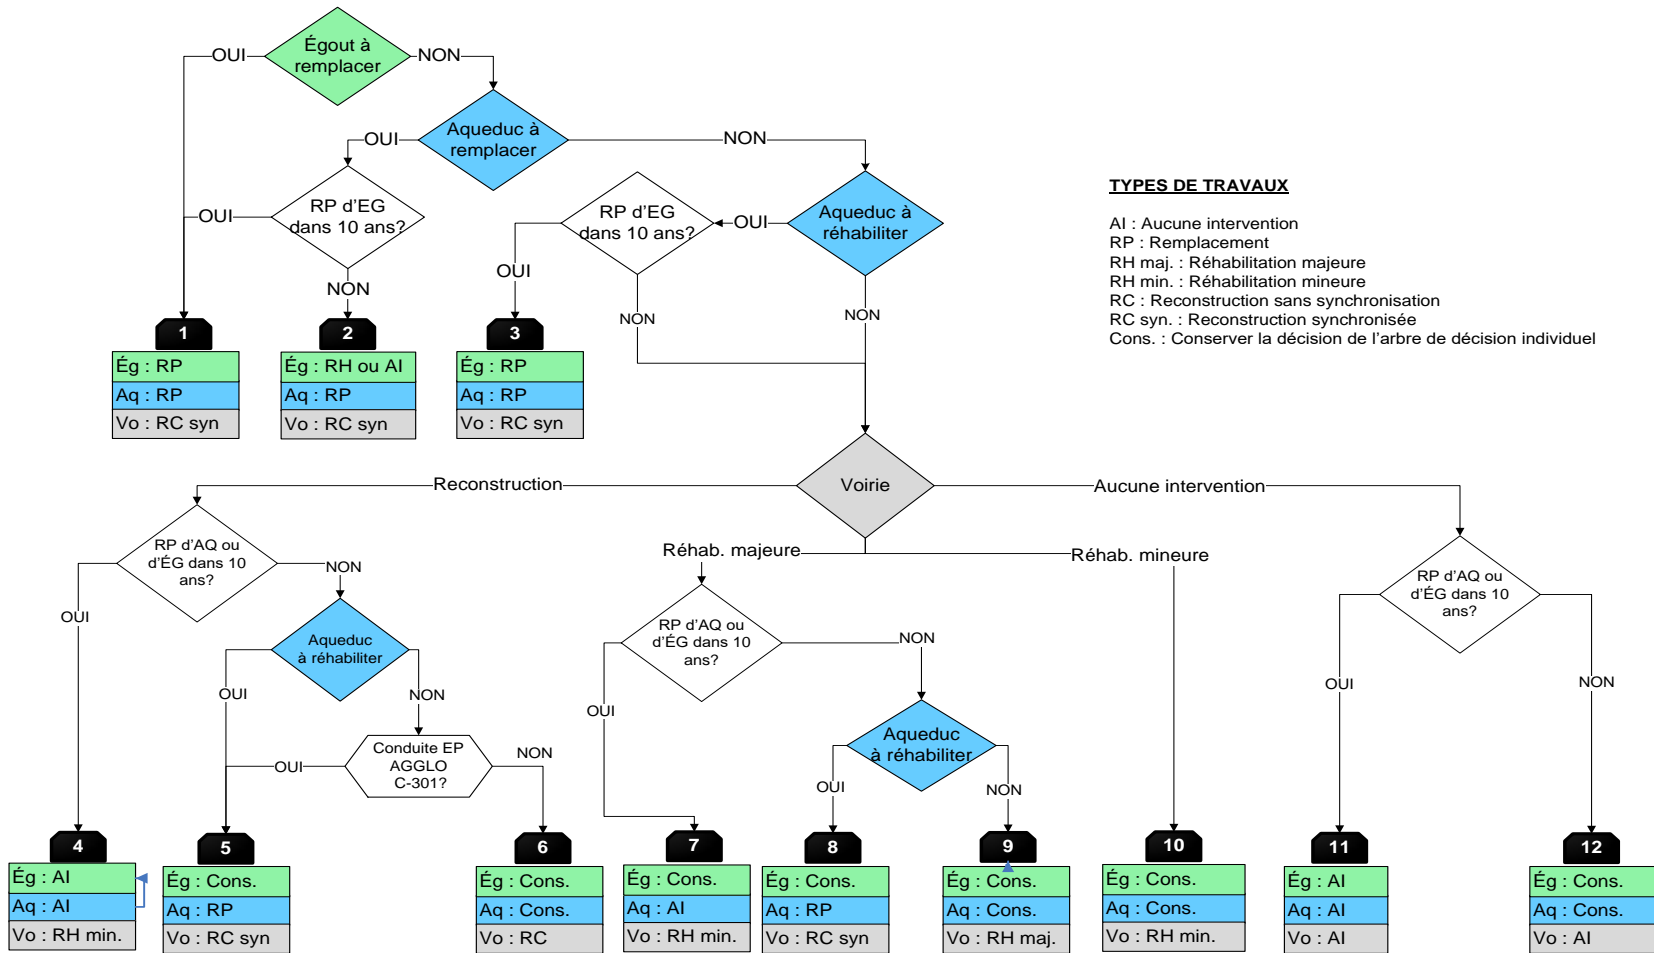 Égout à
remplacer
OUI
NON
Aqueduc à
remplacer
OUI
NON
RP d'EG
dans 10 ans?
OUI
NON
RP d'EG
dans 10 ans?
OUI
Aqueduc à
réhabiliter
OUI
NON
NON
TYPES DE TRAVAUX
AI : Aucune intervention
RP : Remplacement
RH maj. : Réhabilitation majeure
RH min. : Réhabilitation mineure
RC : Reconstruction sans synchronisation
RC syn. : Reconstruction synchronisée
Cons. : Conserver la décision de l'arbre de décision individuel
1
Ég : RP
Aq : RP
Vo : RC syn
2
Ég : RH ou AI
Aq : RP
Vo : RC syn
3
Ég : RP
Aq : RP
Vo : RC syn
Voirie
Reconstruction
Aucune intervention
Réhab. majeure
Réhab. mineure
RP d'AQ ou
d'ÉG dans 10
ans?
NON
OUI
Aqueduc
à réhabiliter
OUI
NON
Conduite EP
AGGLO
C-301?
OUI
NON
RP d'AQ ou
d'ÉG dans 10
ans?
NON
OUI
Aqueduc
à réhabiliter
OUI
NON
RP d'AQ ou
d'ÉG dans 10
ans?
OUI
NON
4
Ég : AI
Aq : AI
Vo : RH min.
5
Ég : Cons.
Aq : RP
Vo : RC syn
6
Ég : Cons.
Aq : Cons.
Vo : RC
7
Ég : Cons.
Aq : AI
Vo : RH min.
8
Ég : Cons.
Aq : RP
Vo : RC syn
9
Ég : Cons.
Aq : Cons.
Vo : RH maj.
10
Ég : Cons.
Aq : Cons.
Vo : RH min.
11
Ég : AI
Aq : AI
Vo : AI
12
Ég : Cons.
Aq : Cons.
Vo : AI